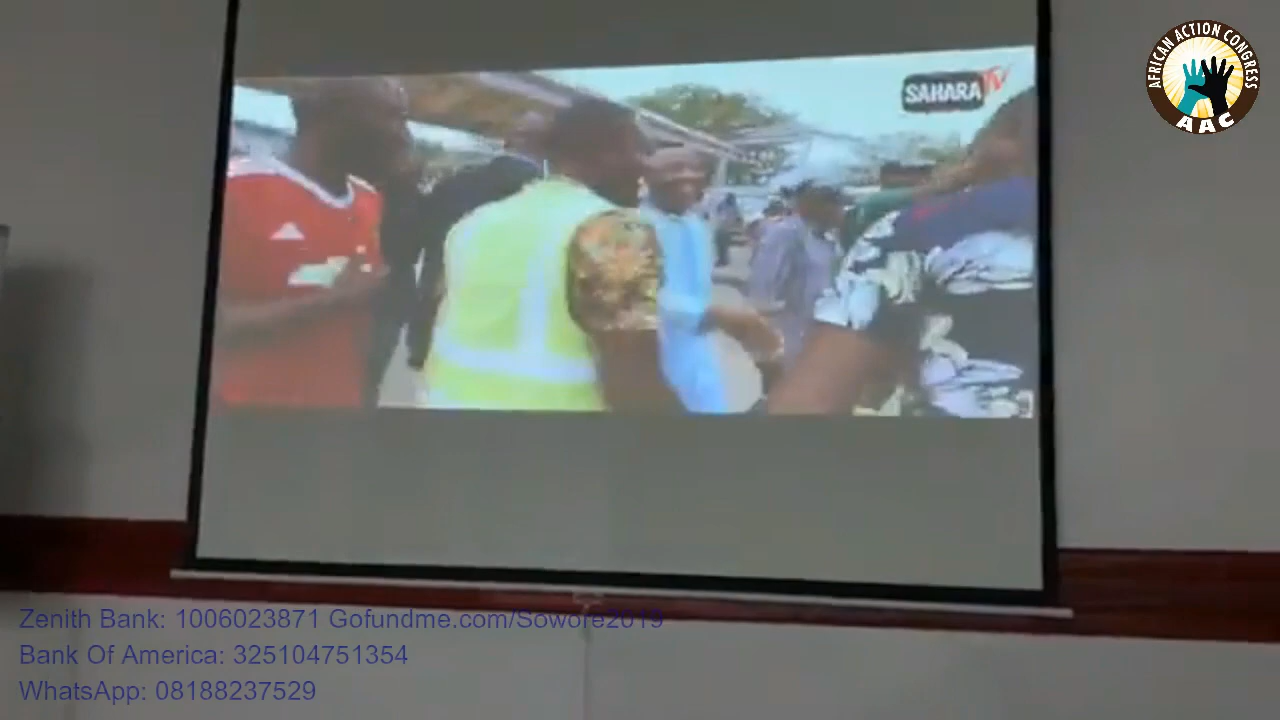 SAHARA TV
AFRICAN ACTION CONGRESS
AAC
Zenith Bank: 1006023871 Gofundme.com/Sowore2019
Bank Of America: 325104751354
WhatsApp: 08188237529